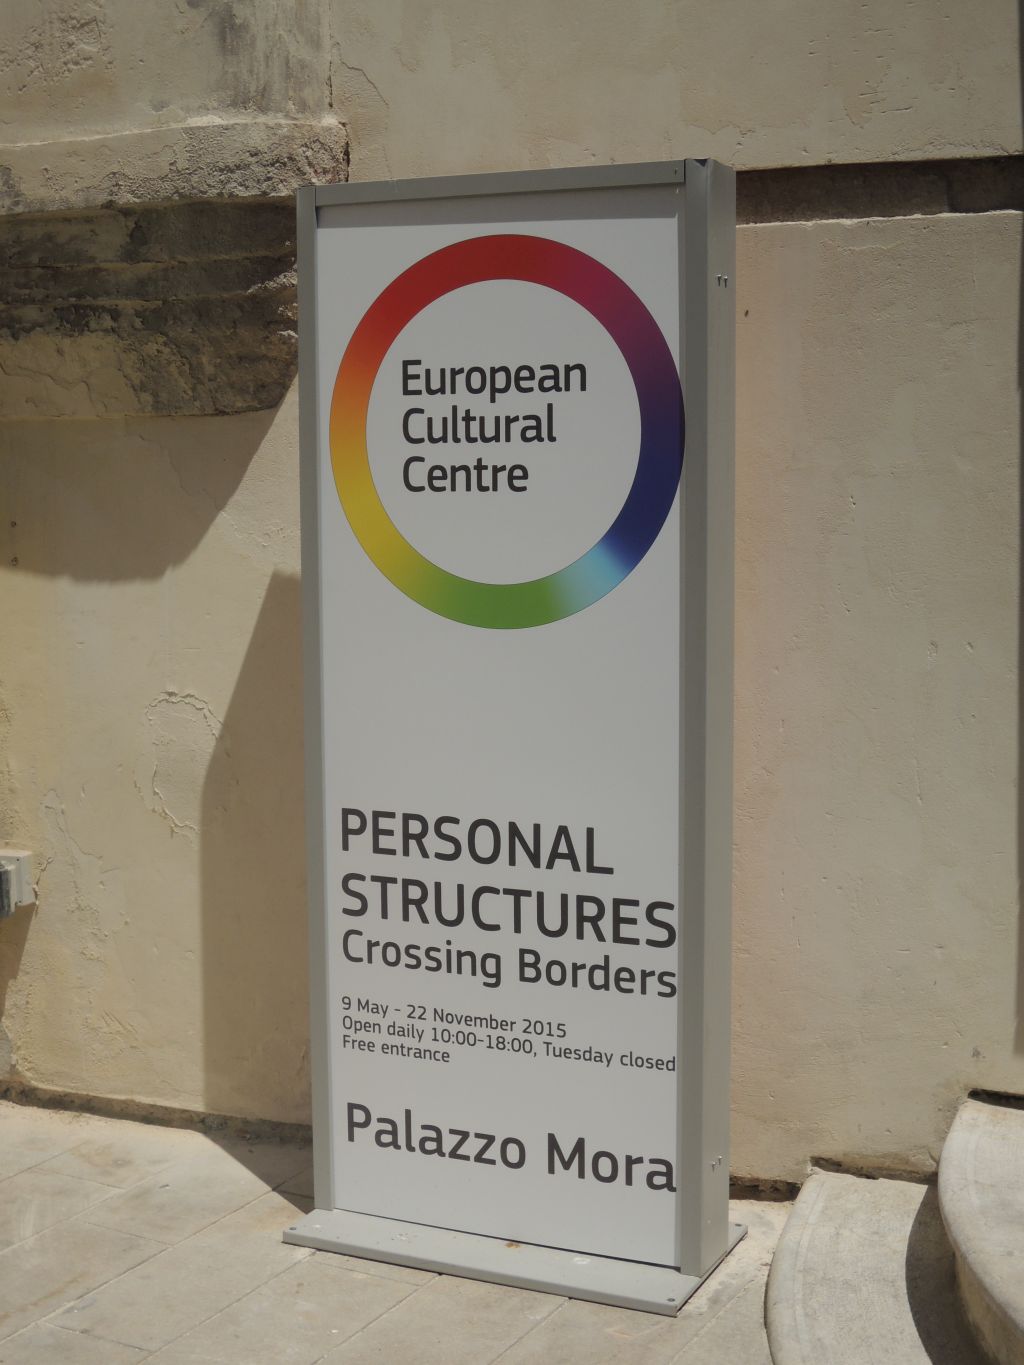 European
Cultural
Centre
PERSONAL
STRUCTURES
Crossing Borders
9 May - 22 November 2015
Open daily 10:00-18:00, Tuesday closed
Free entrance
Palazzo Mora